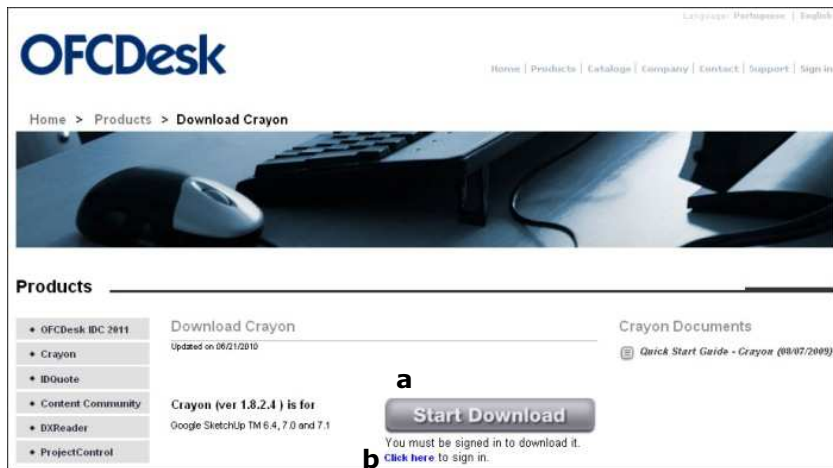 Language: Portuguese | English
OFCDesk
Home | Products | Catalogs | Company | Contact | Support | Sign in
Home > Products > Download Crayon
Products
• OFCDesk IDC 2011
• Crayon
• IDQuote
• Content Community
• DXReader
• ProjectControl
Download Crayon
Updated on 06/21/2010
Crayon (ver 1.8.2.4 ) is for
Google SketchUp TM 6.4, 7.0 and 7.1
a
Start Download
You must be signed in to download it.
b Click here to sign in.
Crayon Documents
Quick Start Guide - Crayon (08/07/2009)